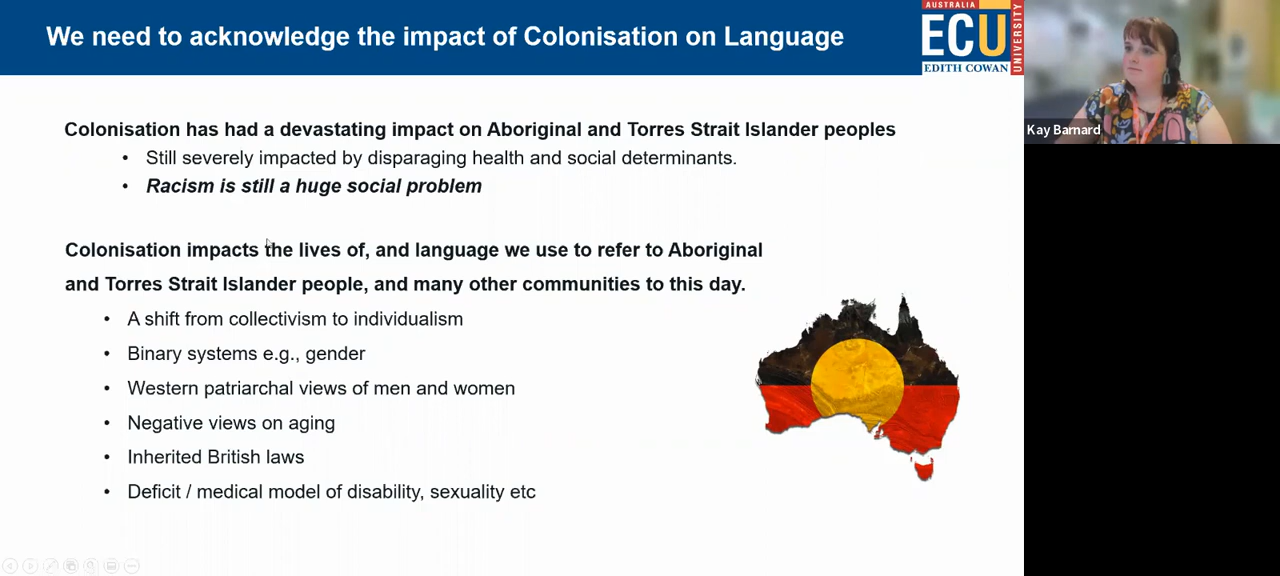 We need to acknowledge the impact of Colonisation on Language
AUSTRALIA
ECU
EDITH COWAN
UNIVERSITY
Kay Barnard
Colonisation has had a devastating impact on Aboriginal and Torres Strait Islander peoples
• Still severely impacted by disparaging health and social determinants.
• Racism is still a huge social problem
Colonisation impacts the lives of, and language we use to refer to Aboriginal
and Torres Strait Islander people, and many other communities to this day.
• A shift from collectivism to individualism
• Binary systems e.g., gender
• Western patriarchal views of men and women
• Negative views on aging
• Inherited British laws
• Deficit / medical model of disability, sexuality etc